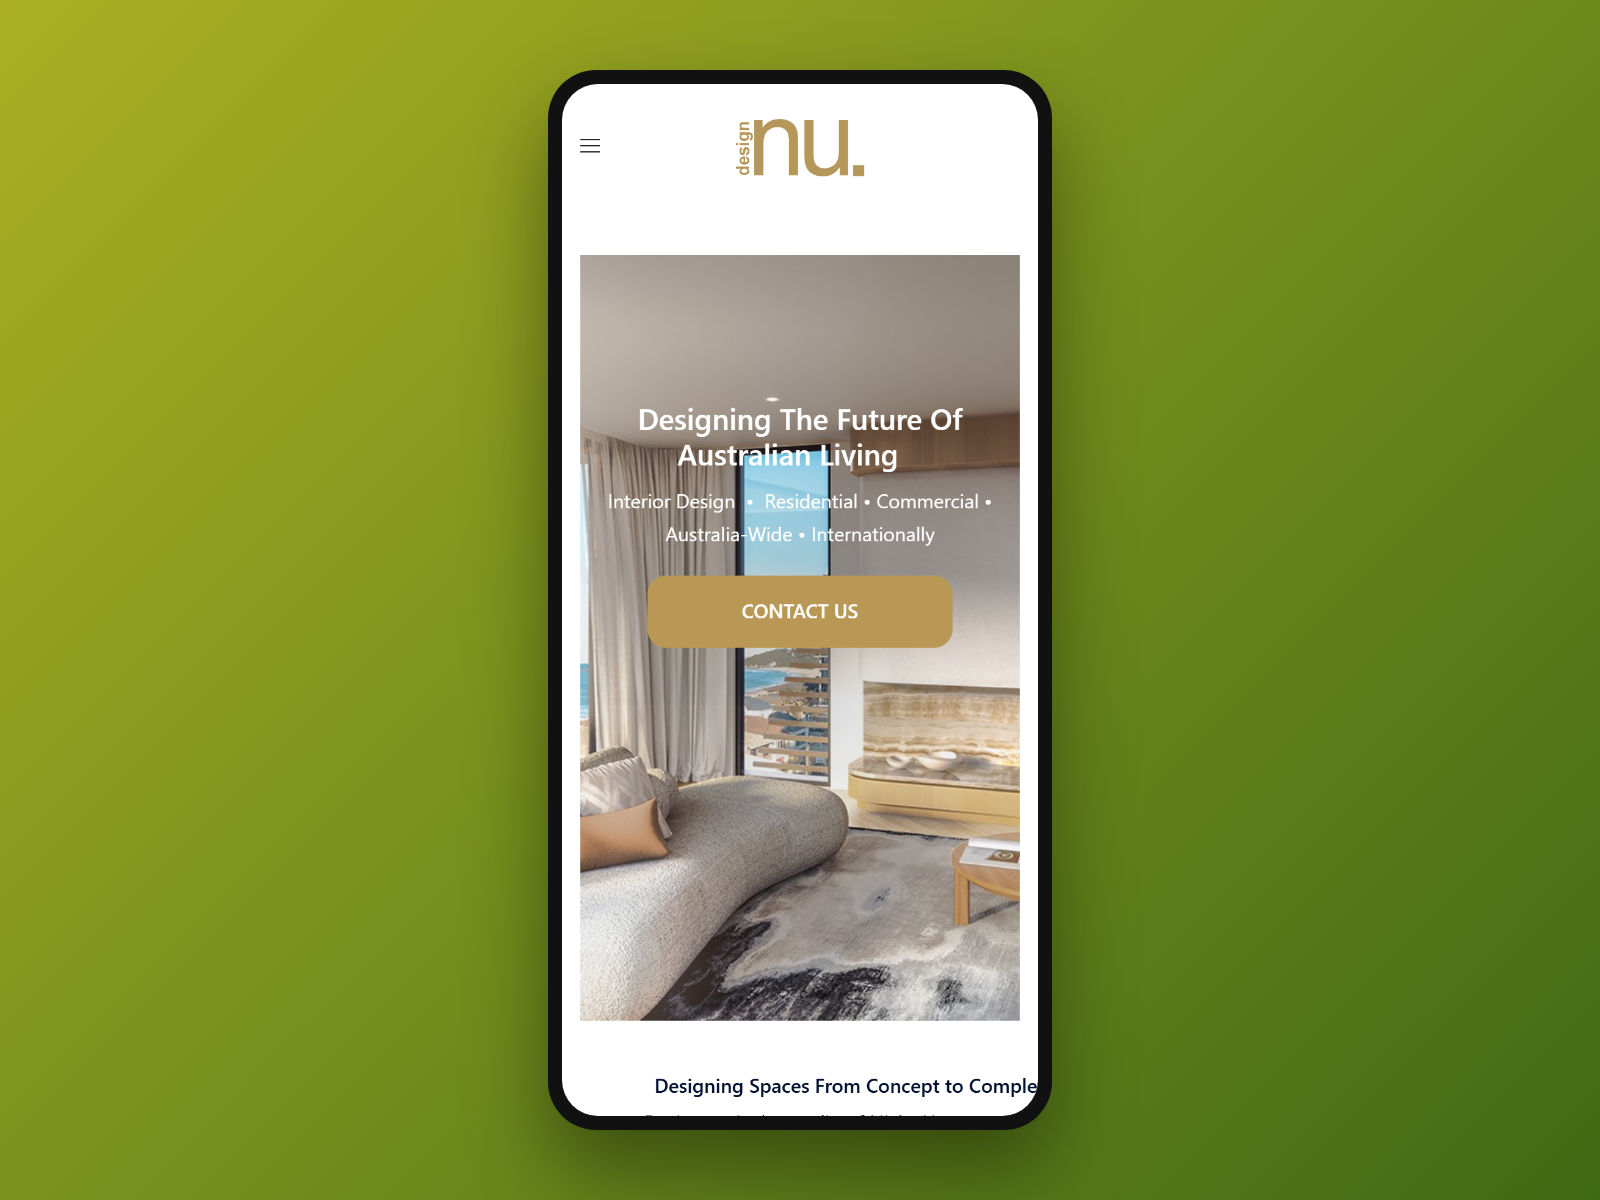 design
nu.
Designing The Future Of
Australian Living
Interior Design • Residential • Commercial •
Australia-Wide • Internationally
CONTACT US
Designing Spaces From Concept to Comple